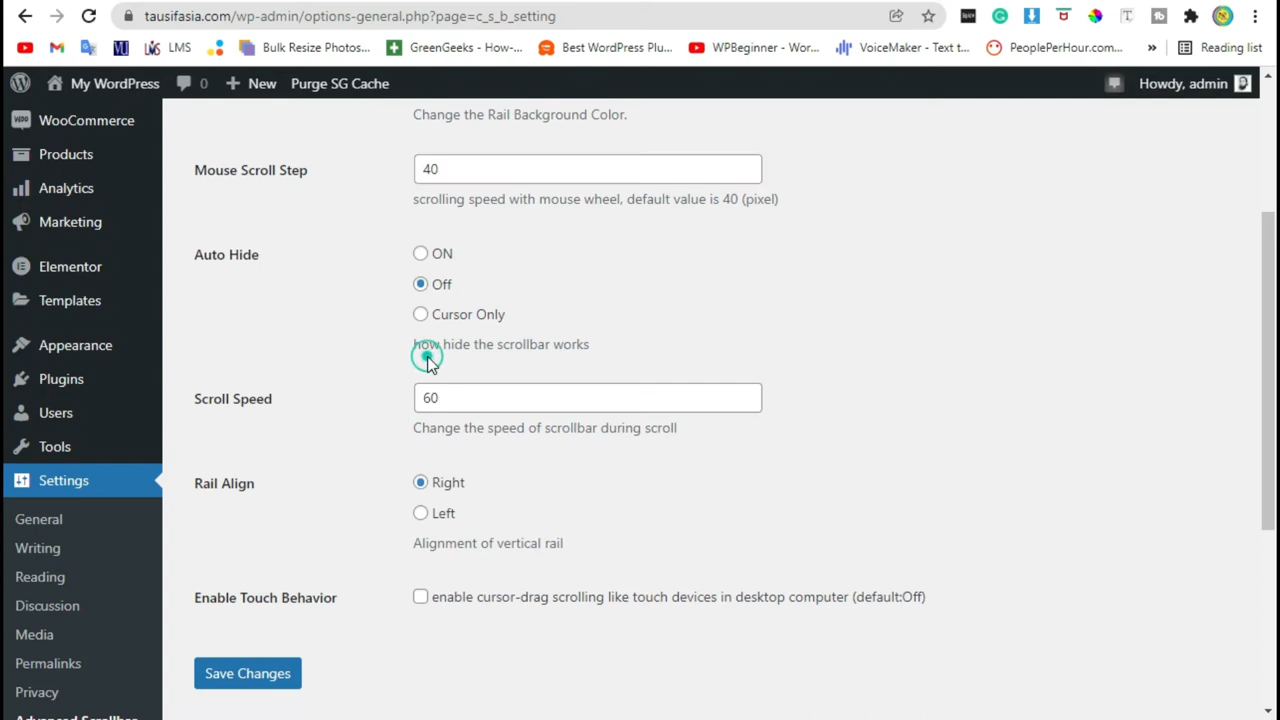 tausifasia.com/wp-admin/options-general.php?page=c_s_b_setting
LMS
Bulk Resize Photos...
GreenGeeks - How-...
Best WordPress Plu...
WPBeginner - Wor...
VoiceMaker - Text t...
PeoplePerHour.com...
»
Reading list
My WordPress
0
New
Purge SG Cache
Howdy, admin
WooCommerce
Products
Analytics
Marketing
Elementor
Templates
Appearance
Plugins
Users
Tools
Settings
General
Writing
Reading
Discussion
Media
Permalinks
Privacy
Advanced Scrollbar
Change the Rail Background Color.
Mouse Scroll Step
40
scrolling speed with mouse wheel, default value is 40 (pixel)
Auto Hide
ON
Off
Cursor Only
how hide the scrollbar works
Scroll Speed
60
Change the speed of scrollbar during scroll
Rail Align
Right
Left
Alignment of vertical rail
Enable Touch Behavior
enable cursor-drag scrolling like touch devices in desktop computer (default:Off)
Save Changes